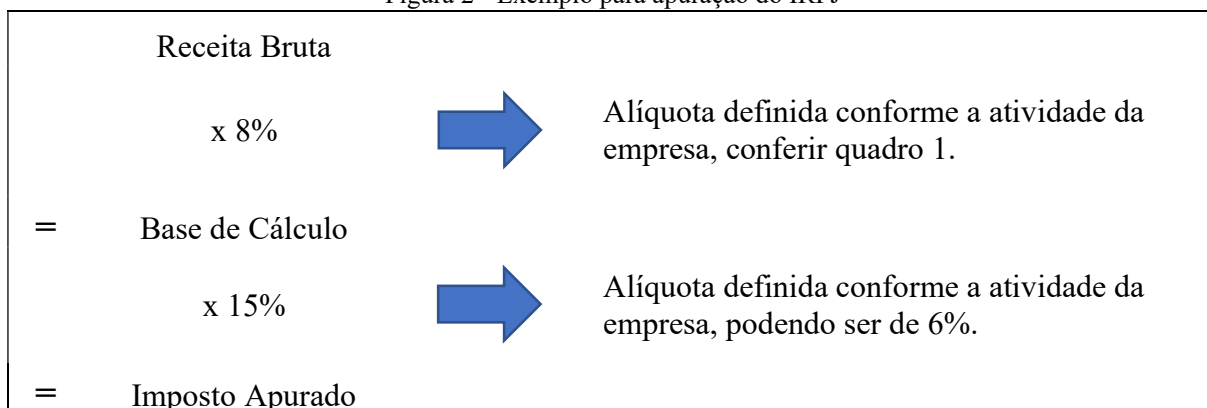 Figura 2 - Exemplo para apuração do IRPJ
Receita Bruta
x 8%
Alíquota definida conforme a atividade da
empresa, conferir quadro 1.
= Base de Cálculo
x 15%
Alíquota definida conforme a atividade da
empresa, podendo ser de 6%.
= Imposto Apurado